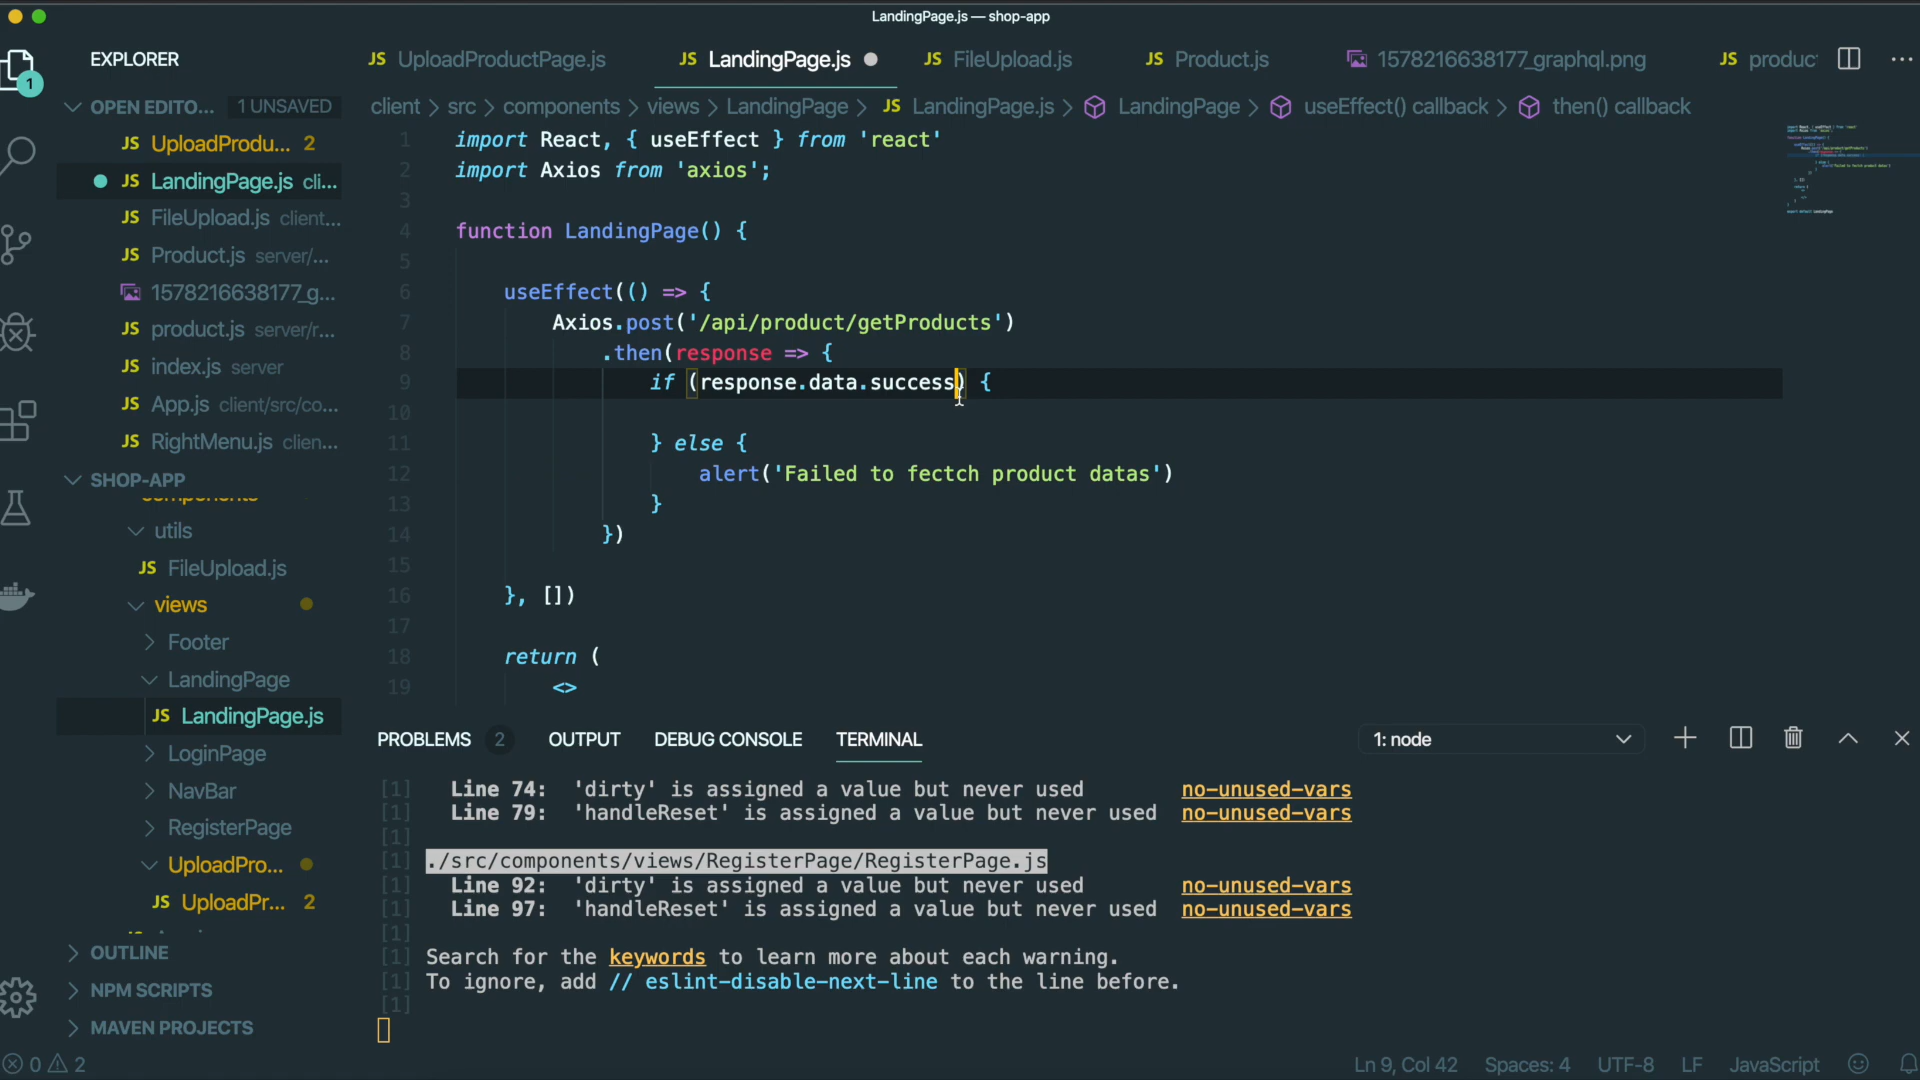 LandingPage.js — shop-app
EXPLORER
1
OPEN EDITO... 1 UNSAVED
JS UploadProdu... 2
JS LandingPage.js cli...
JS FileUpload.js client...
JS Product.js server/...
1578216638177_g...
JS product.js server/r...
JS index.js server
JS App.js client/src/co...
JS RightMenu.js clien...
SHOP-APP
components
utils
JS FileUpload.js
views
Footer
LandingPage
JS LandingPage.js
LoginPage
NavBar
RegisterPage
UploadPro...
JS UploadPr... 2
OUTLINE
NPM SCRIPTS
MAVEN PROJECTS
JS UploadProductPage.js JS LandingPage.js JS FileUpload.js JS Product.js 1578216638177_graphql.png JS produc
client > src > components > views > LandingPage > JS LandingPage.js > LandingPage > useEffect() callback > then() callback
1 import React, { useEffect } from 'react'
2 import Axios from 'axios';
3
4 function LandingPage() {
5
6 useEffect(() => {
7 Axios.post('/api/product/getProducts')
8 .then(response => {
9 if (response.data.success) {
10
11 } else {
12 alert('Failed to fectch product datas')
13 }
14 })
15
16 }, [])
17
18 return (
19 <>
PROBLEMS 2 OUTPUT DEBUG CONSOLE TERMINAL 1: node
[1] Line 74: 'dirty' is assigned a value but never used no-unused-vars
[1] Line 79: 'handleReset' is assigned a value but never used no-unused-vars
[1]
[1] ./src/components/views/RegisterPage/RegisterPage.js
[1] Line 92: 'dirty' is assigned a value but never used no-unused-vars
[1] Line 97: 'handleReset' is assigned a value but never used no-unused-vars
[1]
[1] Search for the keywords to learn more about each warning.
[1] To ignore, add // eslint-disable-next-line to the line before.
[1]
0 2 Ln 9, Col 42 Spaces: 4 UTF-8 LF JavaScript